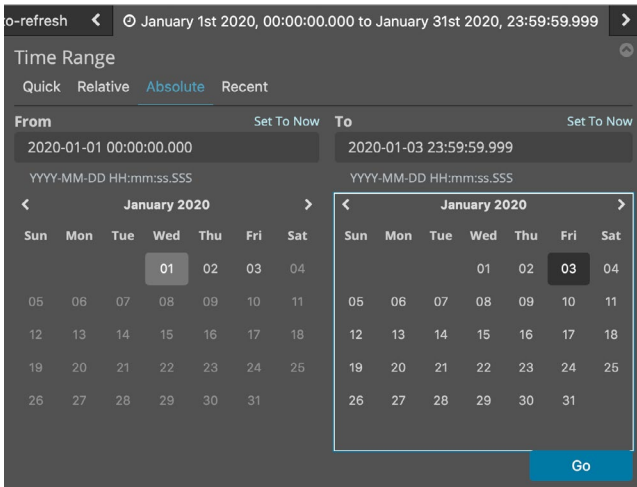 o-refresh January 1st 2020, 00:00:00.000 to January 31st 2020, 23:59:59.999
Time Range
Quick Relative Absolute Recent
From Set To Now To Set To Now
2020-01-01 00:00:00.000 2020-01-03 23:59:59.999
YYYY-MM-DD HH:mm:ss.SSS YYYY-MM-DD HH:mm:ss.SSS
January 2020 January 2020
Sun Mon Tue Wed Thu Fri Sat Sun Mon Tue Wed Thu Fri Sat
01 02 03 04 01 02 03 04
05 06 07 08 09 10 11 05 06 07 08 09 10 11
12 13 14 15 16 17 18 12 13 14 15 16 17 18
19 20 21 22 23 24 25 19 20 21 22 23 24 25
26 27 28 29 30 31 26 27 28 29 30 31
Go